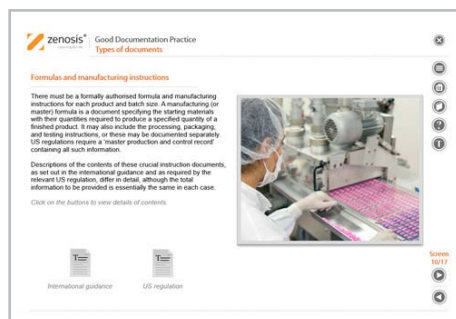 zenosis
Good Documentation Practice
Types of documents
Formulas and manufacturing instructions
There must be a formally authorised formula and manufacturing
instructions for each product and batch size. A manufacturing (or
master) formula is a document specifying the starting materials
with their quantities required to produce a specified quantity of a
finished product. It may also include the processing, packaging,
and testing instructions, or these may be documented separately.
US regulations require a 'master production and control record'
containing all such information.
Descriptions of the contents of these crucial instruction documents,
as set out in the international guidance and as required by the
relevant US regulation, differ in detail, although the total
information to be provided is essentially the same in each case.
Click on the buttons to view details of contents.
International guidance
US regulation
Screen
10/17